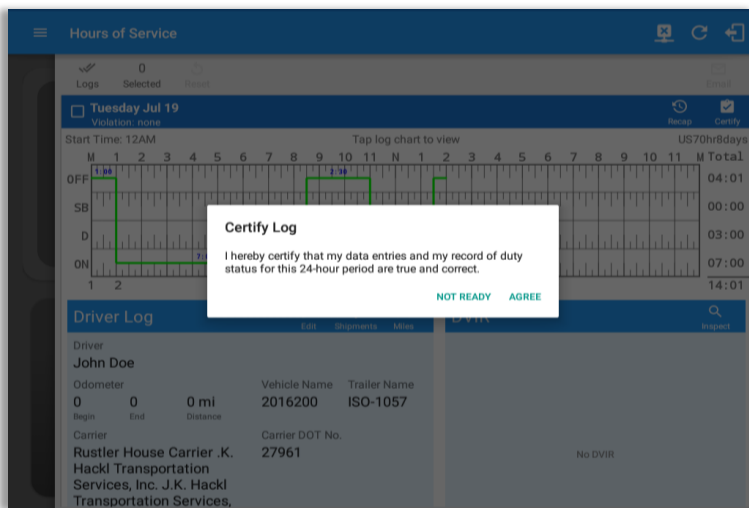 Hours of Service
0
Logs Selected Reset
Email
Tuesday Jul 19
Violation: none
Recap Certify
Start Time: 12AM Tap log chart to view US70hr8days
M 1 2 3 4 5 6 7 8 9 10 11 N 1 2 3 4 5 6 7 8 9 10 11 M Total
OFF 1:00 2:30 04:01
SB 00:00
D 03:00
ON 07:00
1 2 14:01
Certify Log
I hereby certify that my data entries and my record of duty
status for this 24-hour period are true and correct.
NOT READY AGREE
Driver Log
Edit Shipments Miles
DVIR
Inspect
Driver
John Doe
Odometer Vehicle Name Trailer Name
0 0 0 mi 2016200 ISO-1057
Begin End Distance
Carrier Carrier DOT No.
Rustler House Carrier .K. 27961
Hackl Transportation
Services, Inc. J.K. Hackl
Transportation Services,
No DVIR